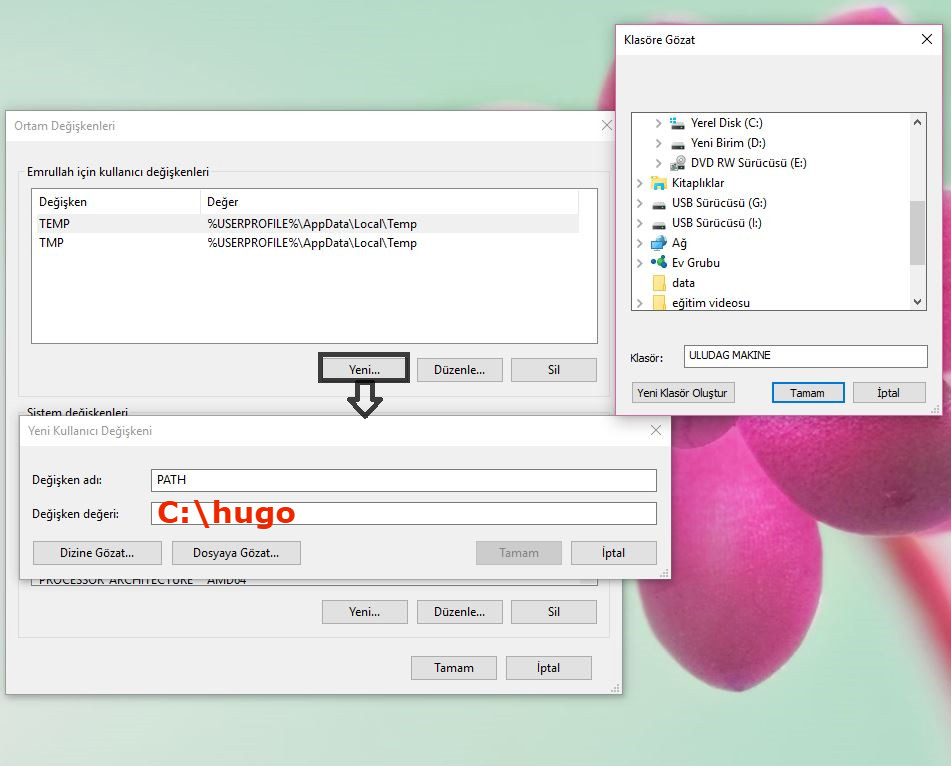 Klasöre Gözat
Yerel Disk (C:)
Yeni Birim (D:)
DVD RW Sürücüsü (E:)
Kitaplıklar
USB Sürücüsü (G:)
USB Sürücüsü (I:)
Ağ
Ev Grubu
data
eğitim videosu
Klasör: ULUDAG MAKINE
Yeni Klasör Oluştur Tamam İptal
Ortam Değişkenleri
Emrullah için kullanıcı değişkenleri
Değişken Değer
TEMP %USERPROFILE%\AppData\Local\Temp
TMP %USERPROFILE%\AppData\Local\Temp
Yeni... Düzenle... Sil
Sistem değişkenleri
Yeni Kullanıcı Değişkeni
Değişken adı: PATH
Değişken değeri: C:\hugo
Dizine Gözat... Dosyaya Gözat... Tamam İptal
PROCESSOR_ARCHITECTURE AMD64
Yeni... Düzenle... Sil
Tamam İptal